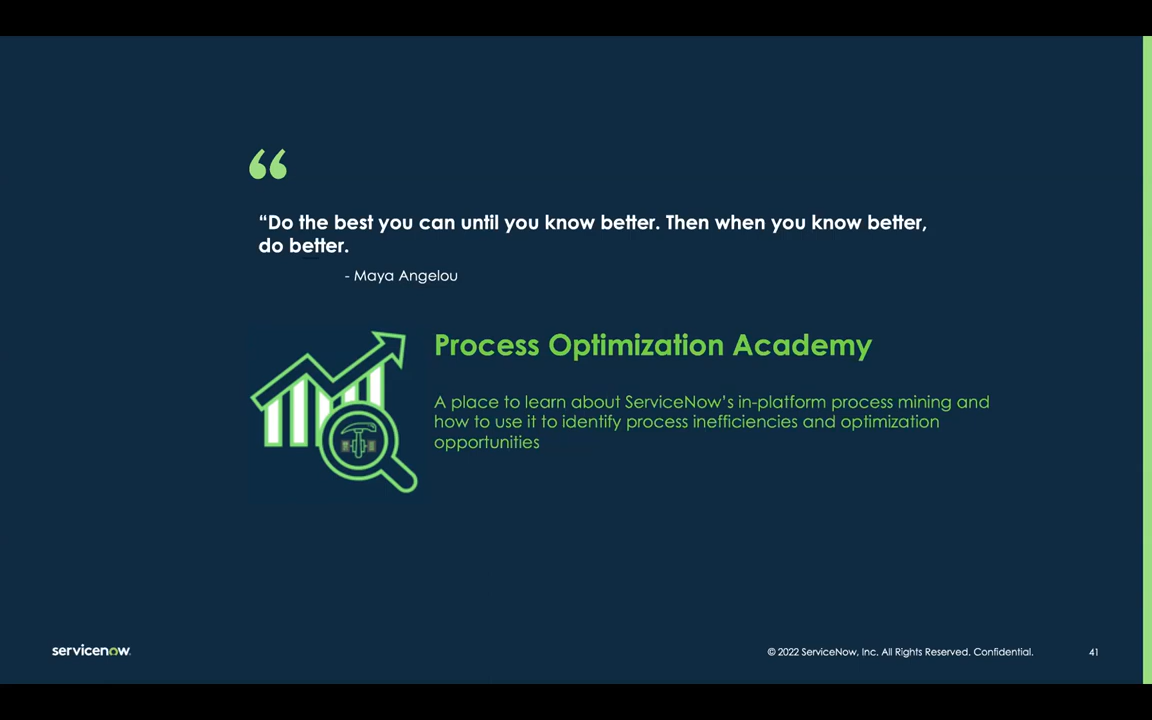 “
“Do the best you can until you know better. Then when you know better,
do better.
- Maya Angelou
Process Optimization Academy
A place to learn about ServiceNow’s in-platform process mining and
how to use it to identify process inefficiencies and optimization
opportunities
servicenow
© 2022 ServiceNow, Inc. All Rights Reserved. Confidential.
41